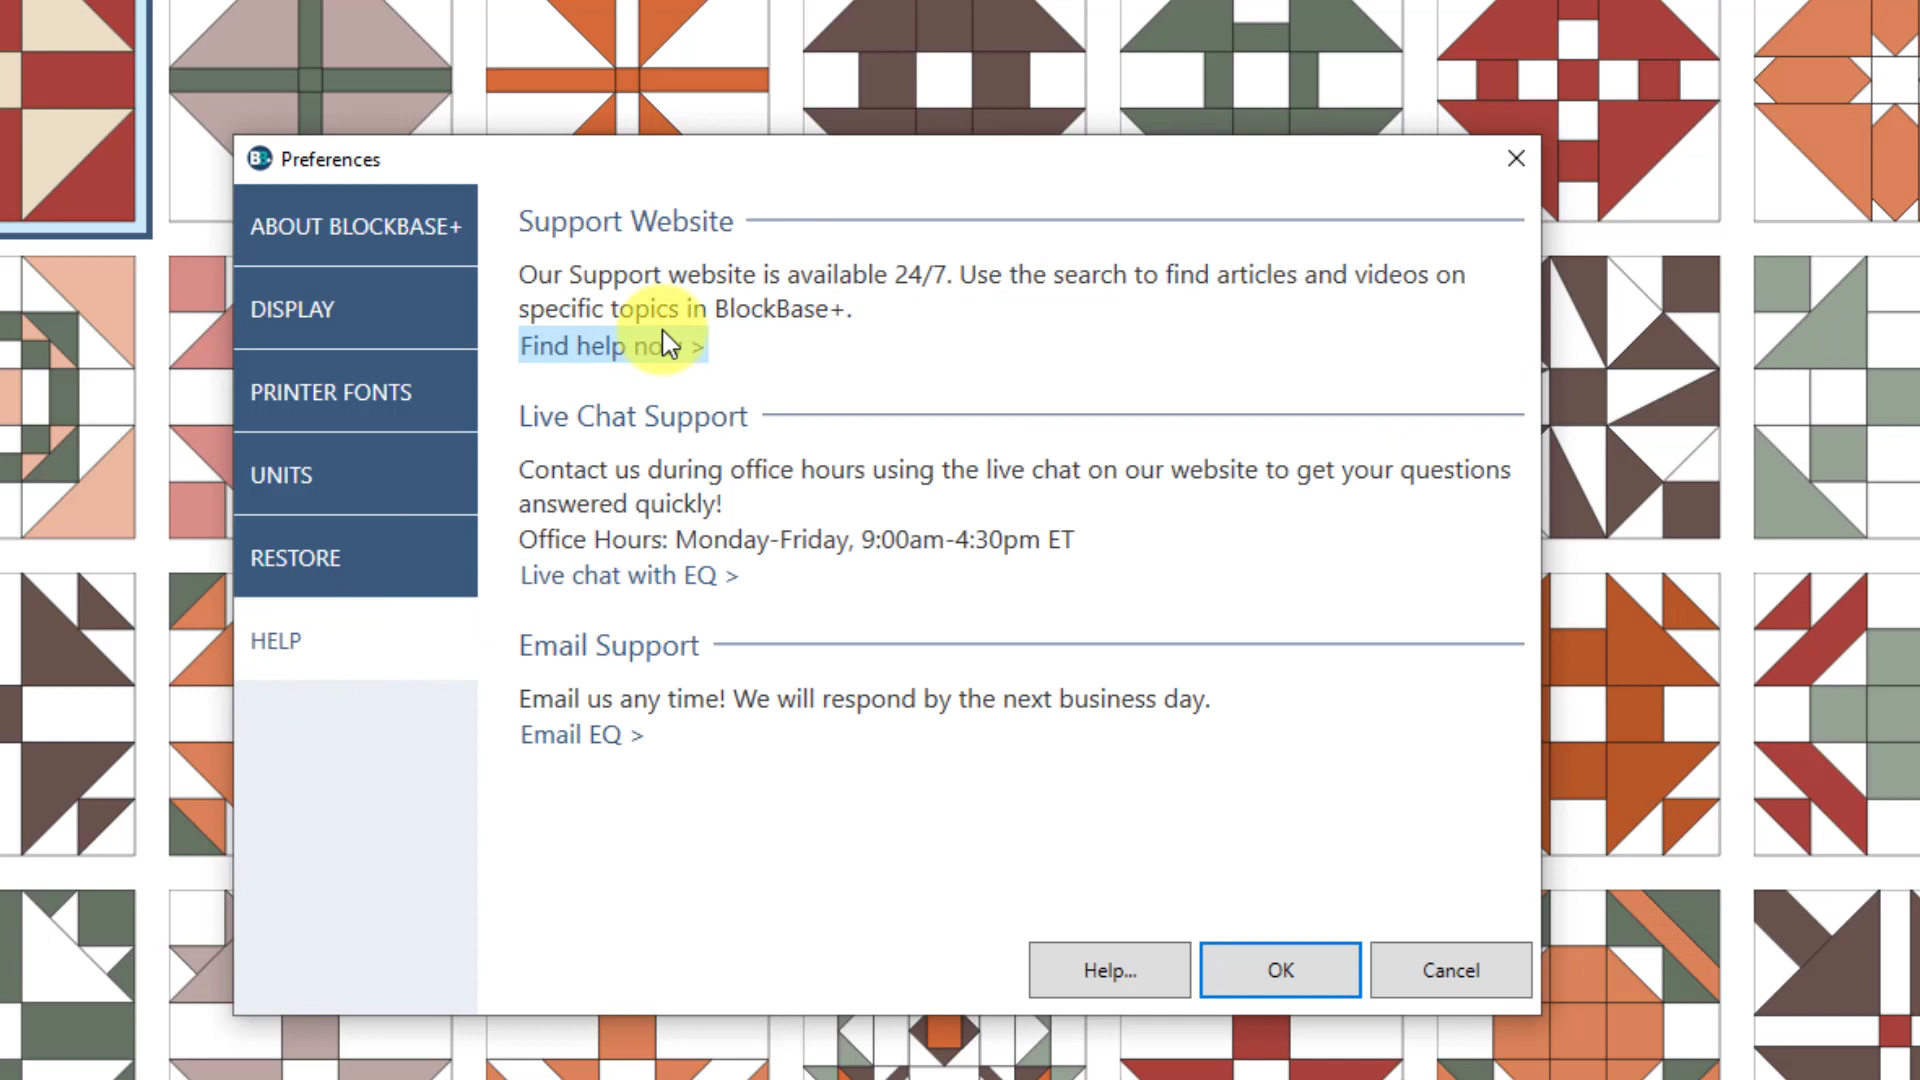 Preferences
ABOUT BLOCKBASE+
DISPLAY
PRINTER FONTS
UNITS
RESTORE
HELP
Support Website
Our Support website is available 24/7. Use the search to find articles and videos on
specific topics in BlockBase+.
Find help now >
Live Chat Support
Contact us during office hours using the live chat on our website to get your questions
answered quickly!
Office Hours: Monday-Friday, 9:00am-4:30pm ET
Live chat with EQ >
Email Support
Email us any time! We will respond by the next business day.
Email EQ >
Help...
OK
Cancel